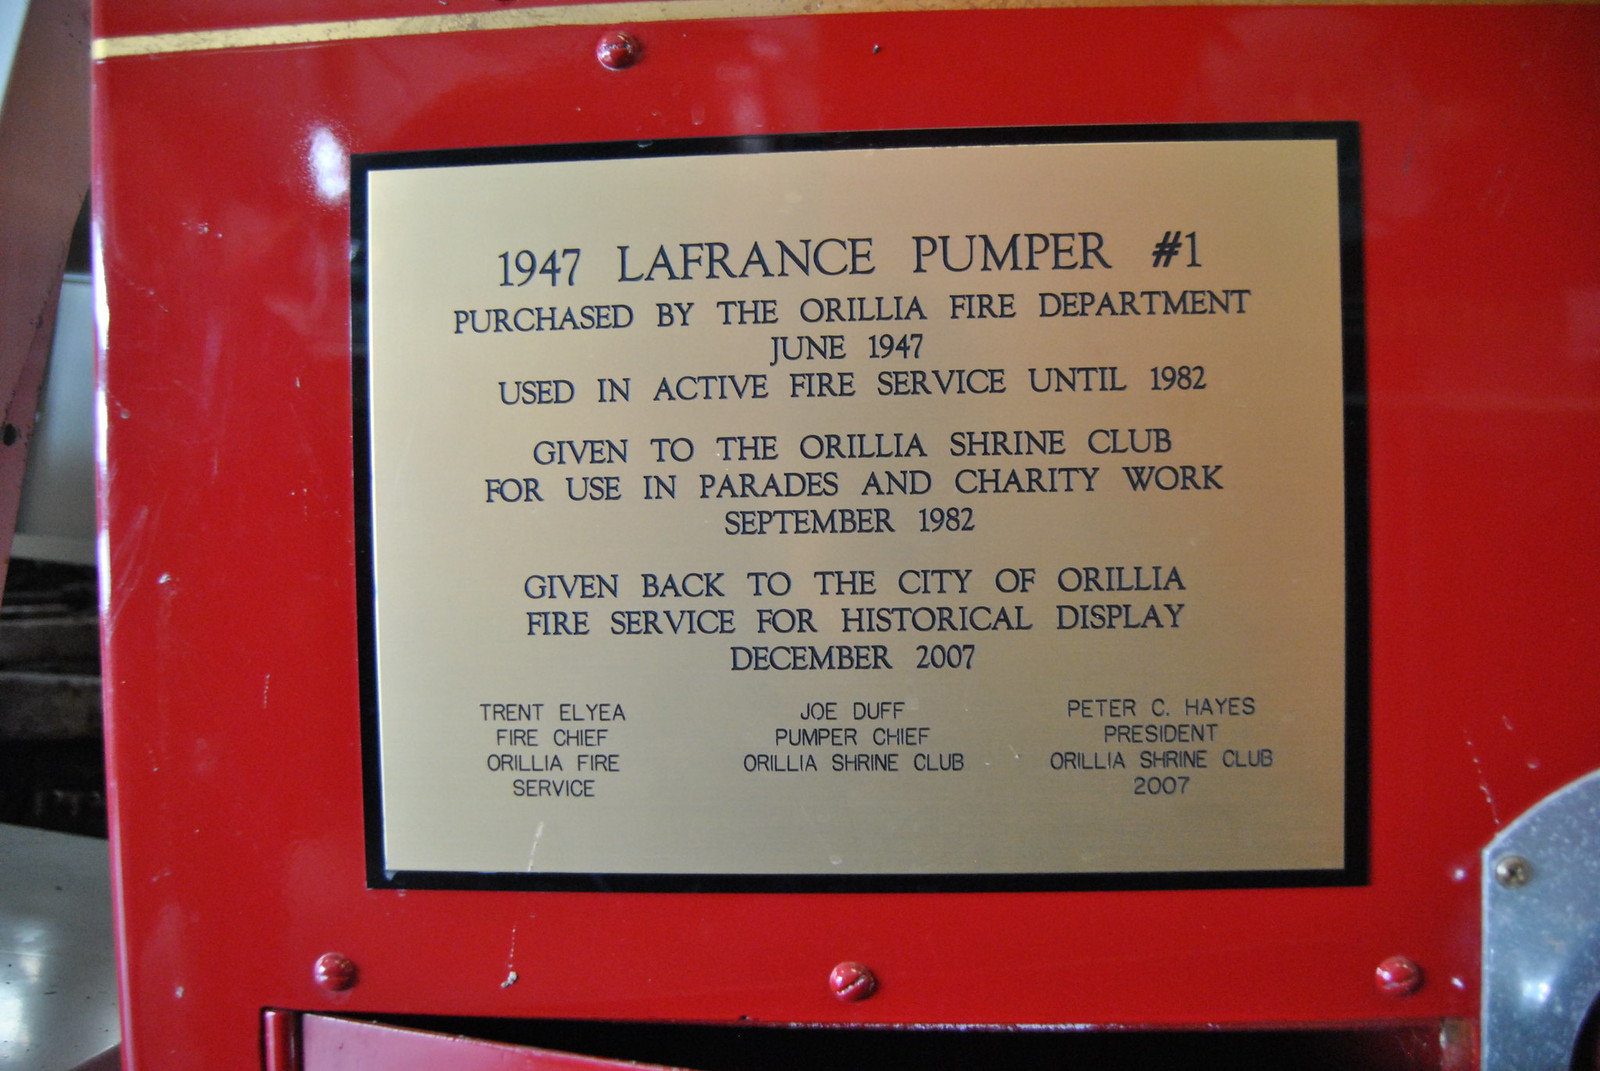 1947 LAFRANCE PUMPER #1
PURCHASED BY THE ORILLIA FIRE DEPARTMENT
JUNE 1947
USED IN ACTIVE FIRE SERVICE UNTIL 1982
GIVEN TO THE ORILLIA SHRINE CLUB
FOR USE IN PARADES AND CHARITY WORK
SEPTEMBER 1982
GIVEN BACK TO THE CITY OF ORILLIA
FIRE SERVICE FOR HISTORICAL DISPLAY
DECEMBER 2007
TRENT ELYEA
FIRE CHIEF
ORILLIA FIRE
SERVICE
JOE DUFF
PUMPER CHIEF
ORILLIA SHRINE CLUB
PETER C. HAYES
PRESIDENT
ORILLIA SHRINE CLUB
2007